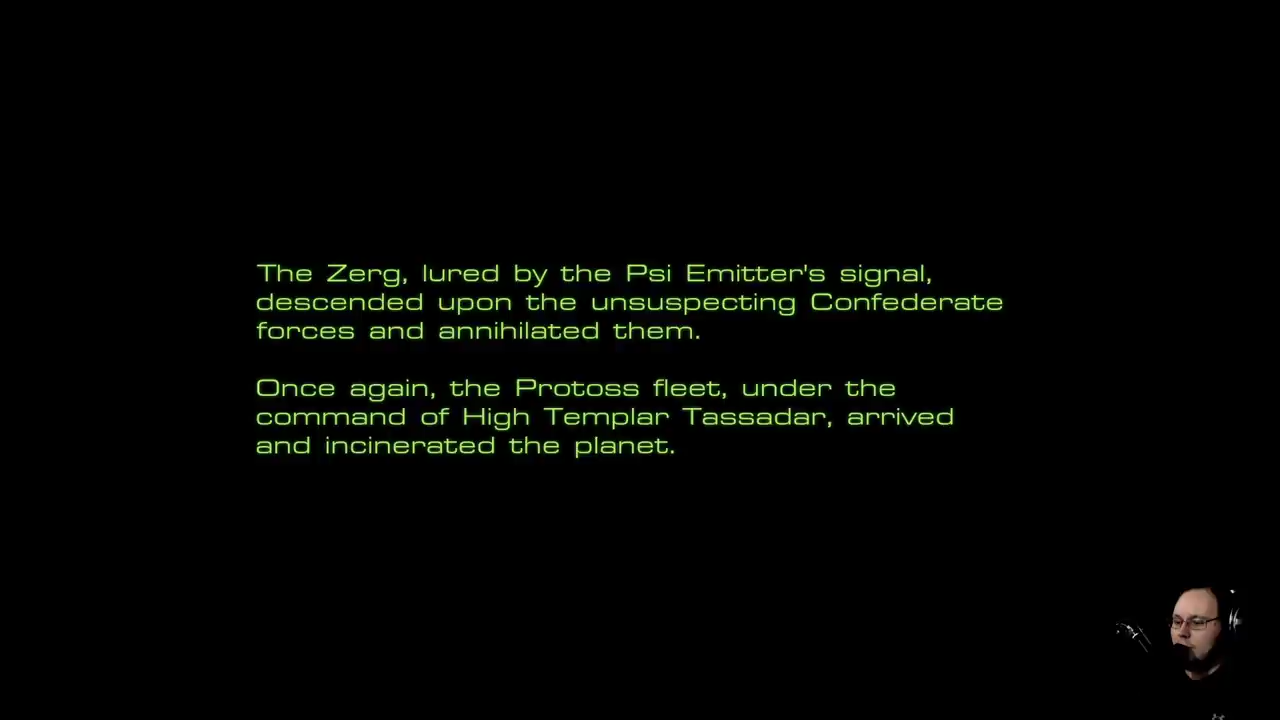 The Zerg, lured by the Psi Emitter's signal,
descended upon the unsuspecting Confederate
forces and annihilated them.
Once again, the Protoss fleet, under the
command of High Templar Tassadar, arrived
and incinerated the planet.